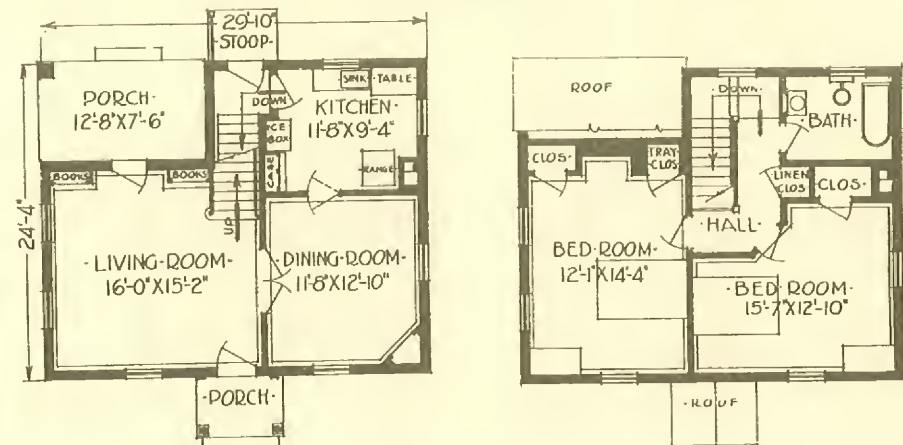 29'-10"
·STOOP·
PORCH·
12'-8"X7'-6"
DOWN
SINK
TABLE
KITCHEN·
11'-8"X9'-4"
ICE
BOX
CASE
RANGE
BOOKS
BOOKS
24'-4"
UP
·LIVING·ROOM·
16'-0"X15'-2"
·DINING·ROOM·
11'-8"X12'-10"
·PORCH·
ROOF
·DOWN·
·BATH·
CLOS·
TRAY·
CLOS·
LINEN
CLOS
CLOS·
·HALL·
BED·ROOM·
12'-1"X14'-4"
·BED·ROOM·
15'-7"X12'-10"
·ROOF